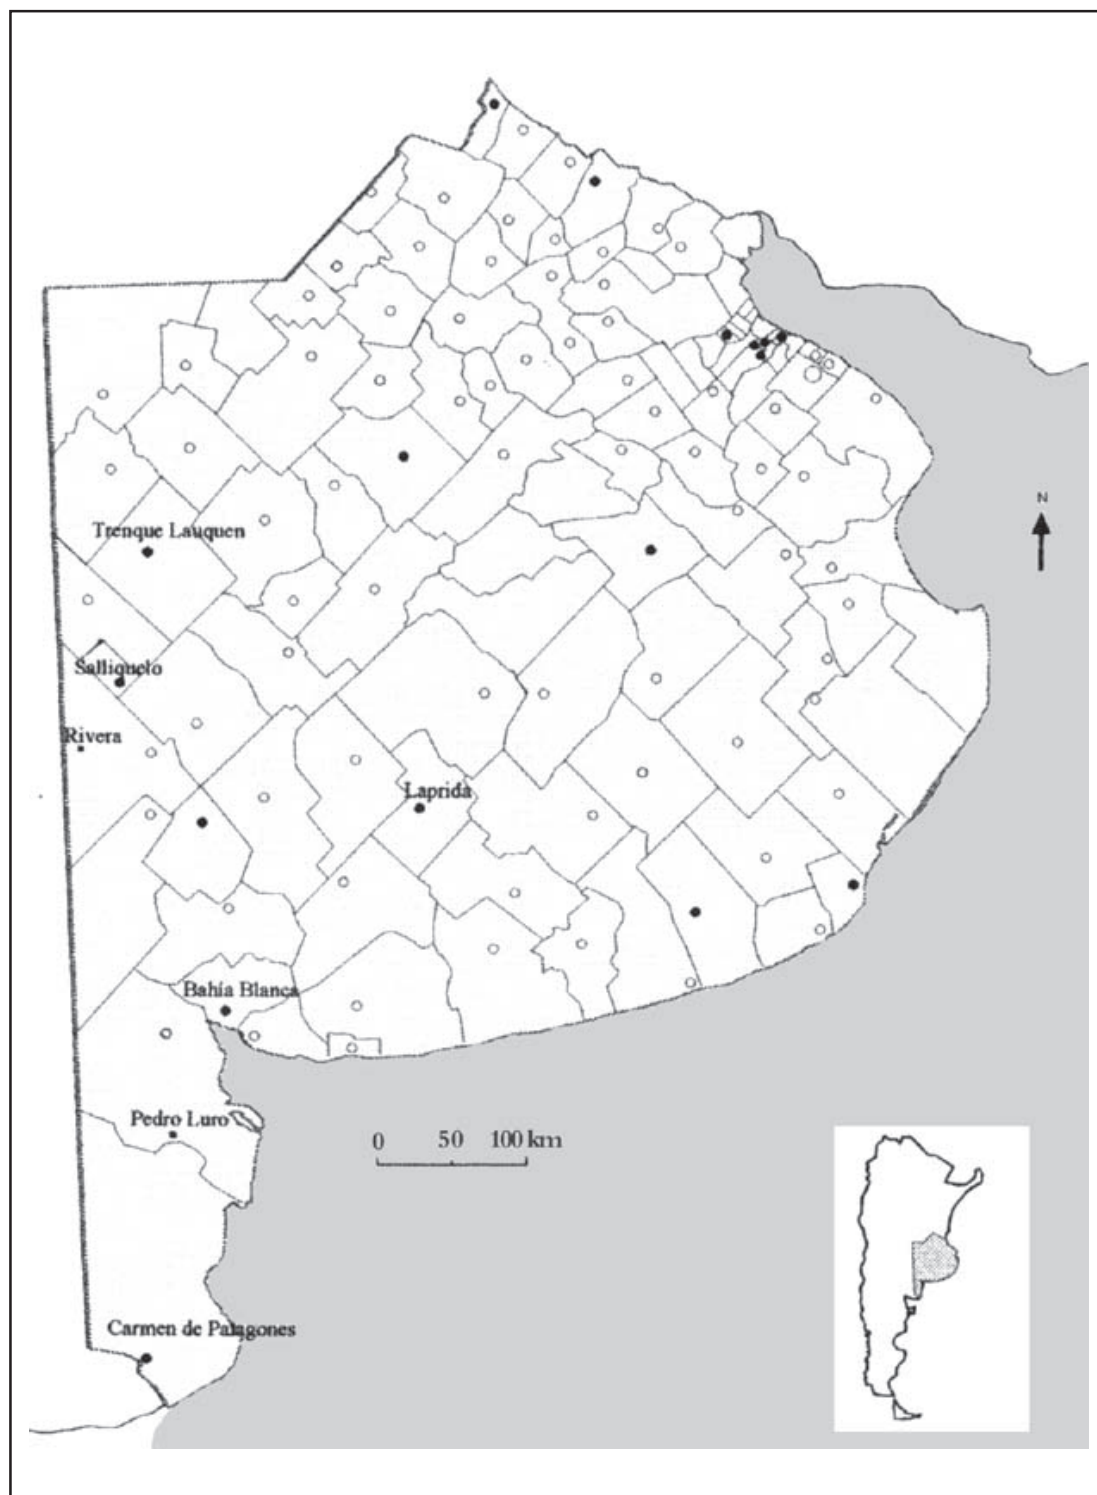 N
Trenque Lauquen
Salliquelo
Rivera
Laprida
Bahía Blanca
Pedro Luro
0 50 100 km
Carmen de Patagones